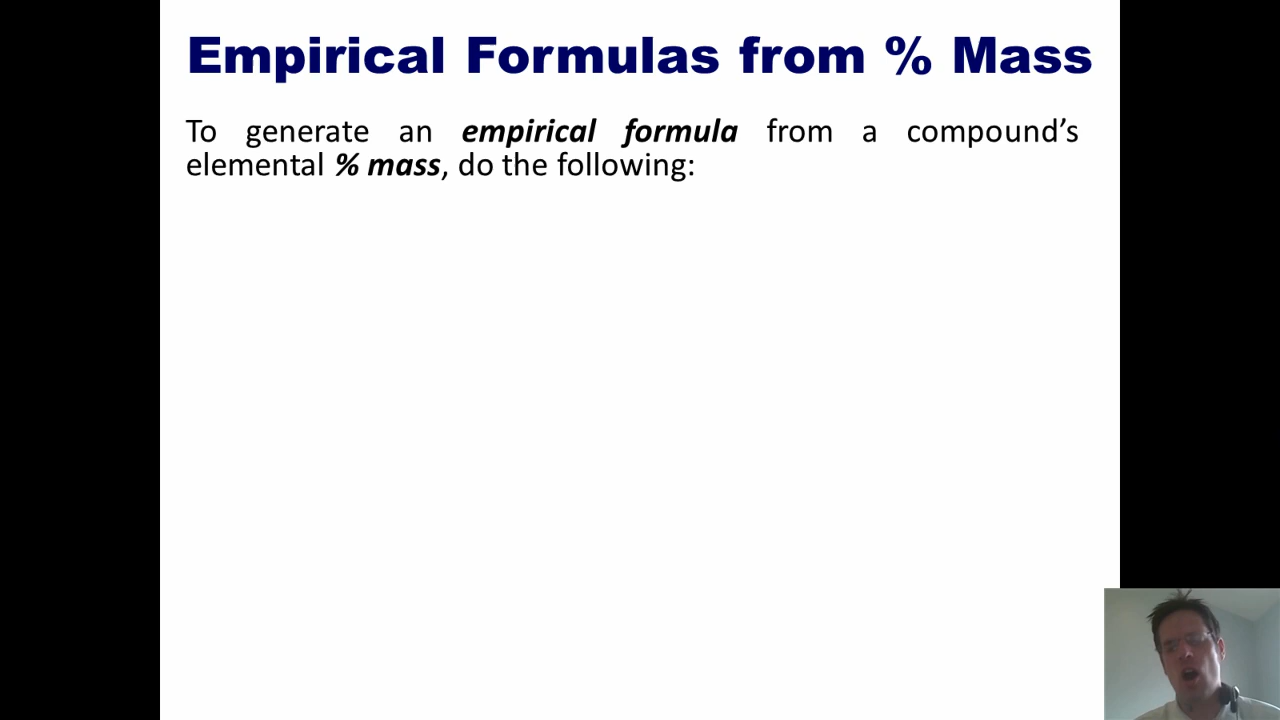 Empirical Formulas from % Mass
To generate an empirical formula from a compound’s
elemental % mass, do the following: